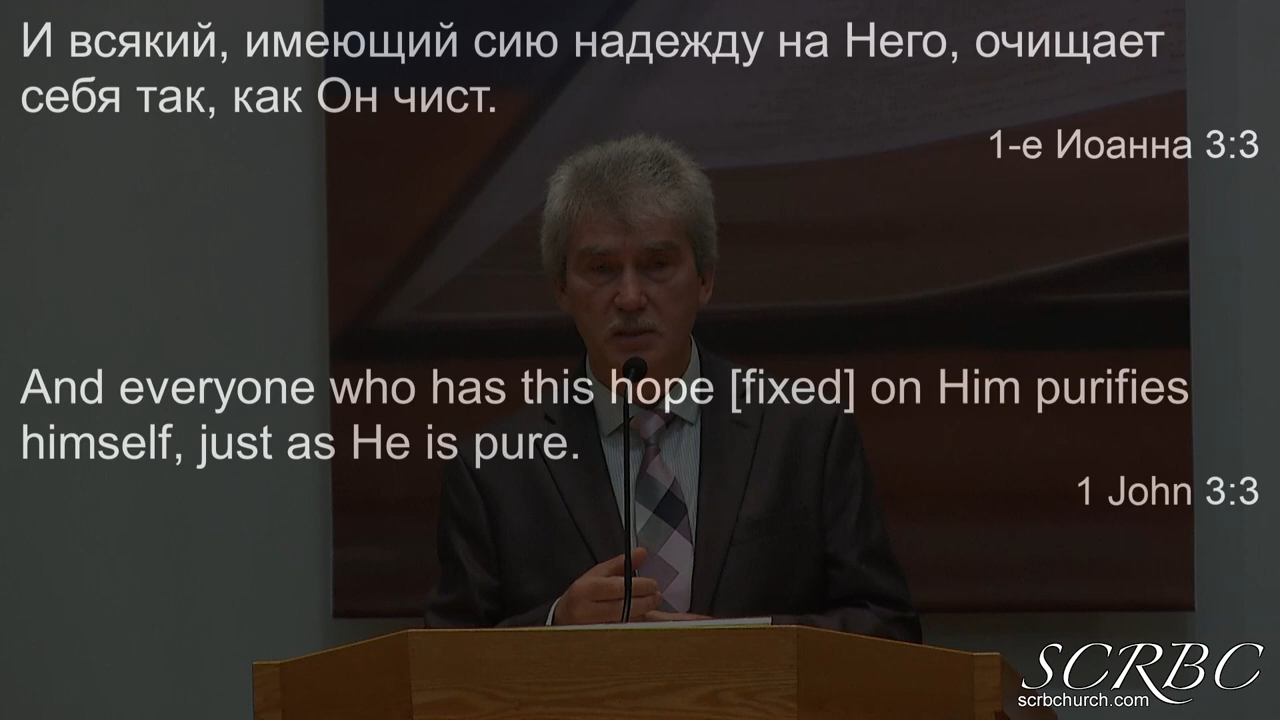 И всякий, имеющий сию надежду на Него, очищает
себя так, как Он чист.
1-е Иоанна 3:3
And everyone who has this hope [fixed] on Him purifies
himself, just as He is pure.
1 John 3:3
SCRBC
scrbchurch.com